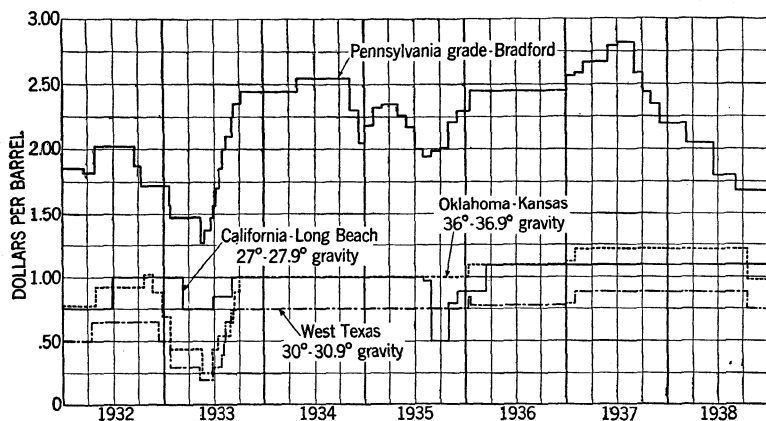 3.00
Pennsylvania grade-Bradford
2.50
2.00
DOLLARS PER BARREL
1.50
California-Long Beach
27°-27.9° gravity
Oklahoma-Kansas
36°-36.9° gravity
1.00
West Texas
30°-30.9° gravity
.50
0
1932 1933 1934 1935 1936 1937 1938